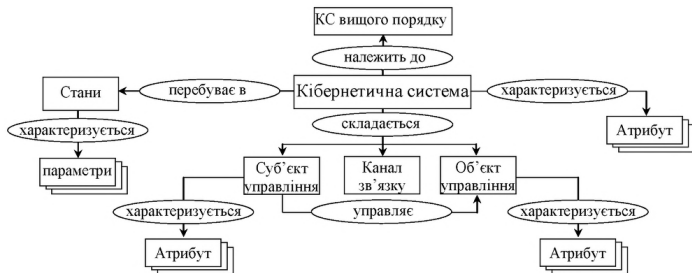 КС вищого порядку
належить до
Стани
перебуває в
Кібернетична система
характеризується
характеризується
складається
Атрибут
параметри
Суб’єкт
управління
Канал
зв’язку
Об’єкт
управління
характеризується
управляє
характеризується
Атрибут
Атрибут